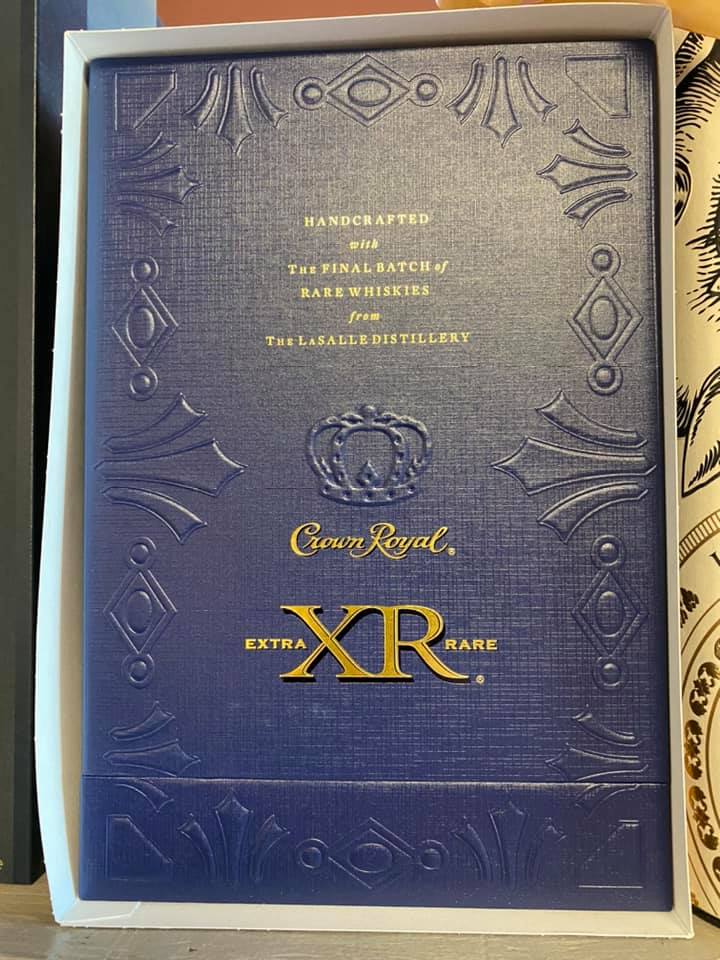 HANDCRAFTED
with
THE FINAL BATCH of
RARE WHISKIES
from
THE LASALLE DISTILLERY
Crown Royal®
EXTRA XR RARE®